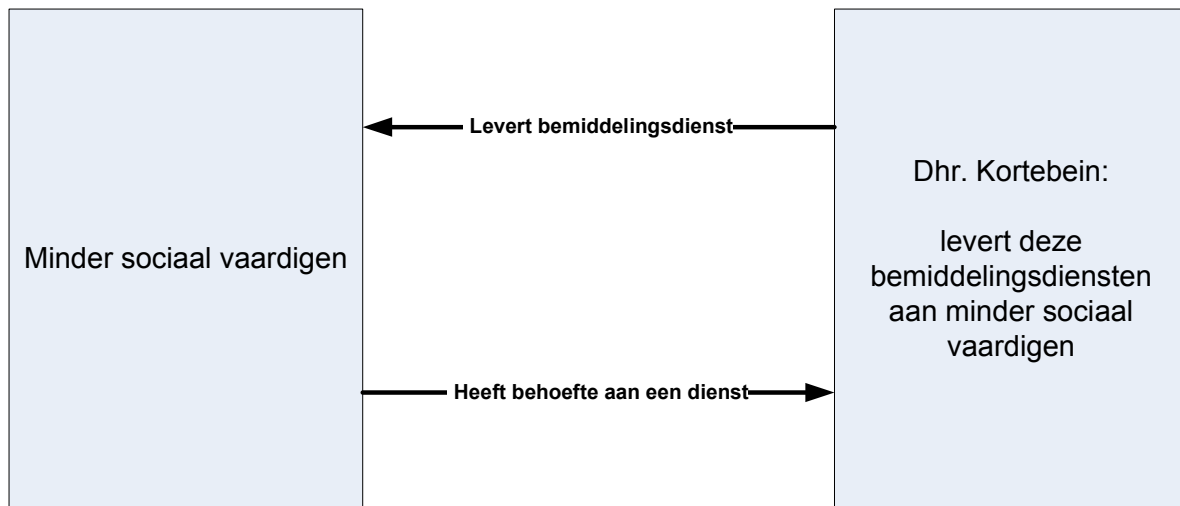 Levert bemiddelingsdienst
Minder sociaal vaardigen
Dhr. Kortebein:
levert deze
bemiddelingsdiensten
aan minder sociaal
vaardigen
Heeft behoefte aan een dienst